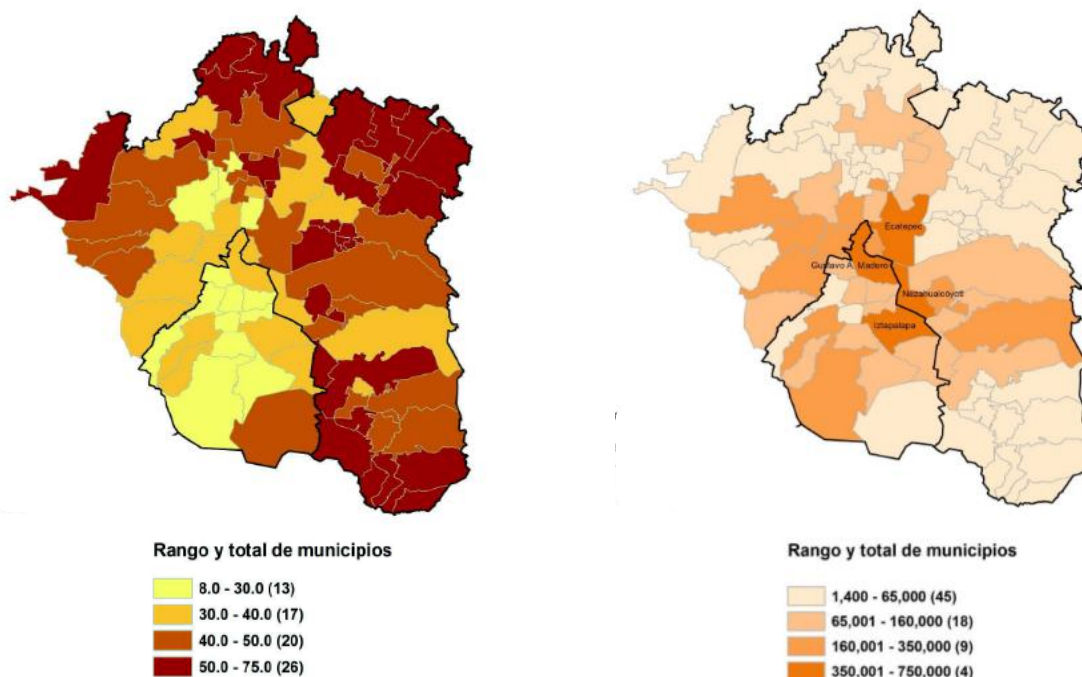 Ecatepec
Gustavo A. Madero
Nezahualcóyotl
Iztapalapa
Rango y total de municipios
8.0 - 30.0 (13)
30.0 - 40.0 (17)
40.0 - 50.0 (20)
50.0 - 75.0 (26)
Rango y total de municipios
1,400 - 65,000 (45)
65,001 - 160,000 (18)
160,001 - 350,000 (9)
350,001 - 750,000 (4)